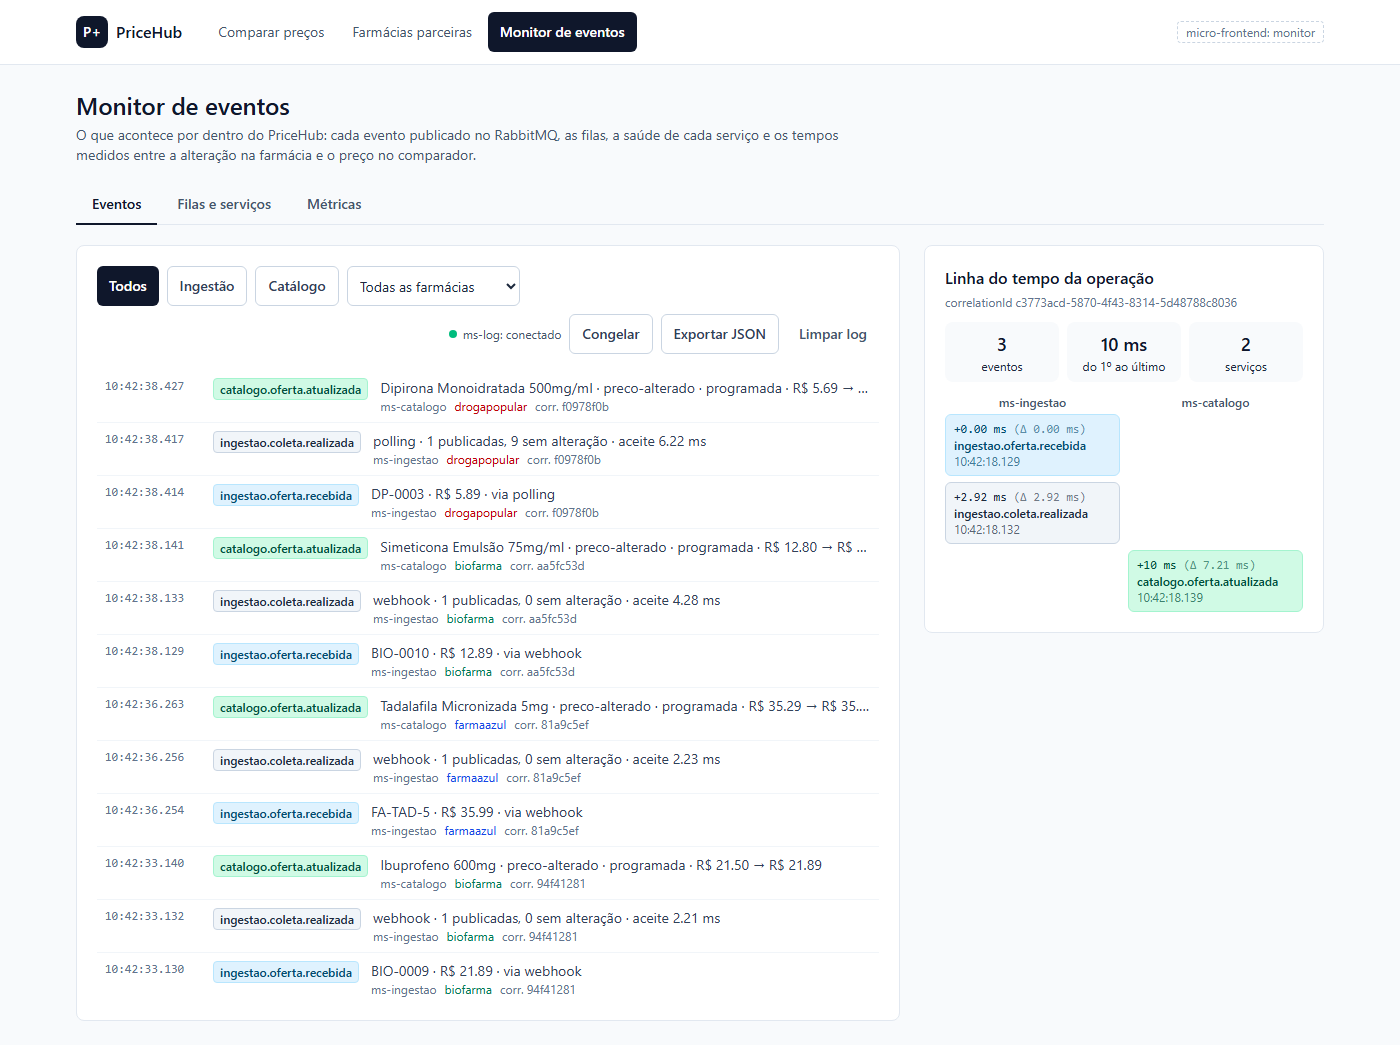 P+ PriceHub Comparar preços Farmácias parceiras Monitor de eventos micro-frontend: monitor
Monitor de eventos
O que acontece por dentro do PriceHub: cada evento publicado no RabbitMQ, as filas, a saúde de cada serviço e os tempos
medidos entre a alteração na farmácia e o preço no comparador.
Eventos Filas e serviços Métricas
Todos Ingestão Catálogo Todas as farmácias
ms-log: conectado Congelar Exportar JSON Limpar log
10:42:38.427 catalogo.oferta.atualizada Dipirona Monoidratada 500mg/ml · preco-alterado · programada · R$ 5.69 → ...
ms-catalogo drogapopular corr. f0978f0b
10:42:38.417 ingestao.coleta.realizada polling · 1 publicadas, 9 sem alteração · aceite 6.22 ms
ms-ingestao drogapopular corr. f0978f0b
10:42:38.414 ingestao.oferta.recebida DP-0003 · R$ 5.89 · via polling
ms-ingestao drogapopular corr. f0978f0b
10:42:38.141 catalogo.oferta.atualizada Simeticona Emulsão 75mg/ml · preco-alterado · programada · R$ 12.80 → R$ ...
ms-catalogo biofarma corr. aa5fc53d
10:42:38.133 ingestao.coleta.realizada webhook · 1 publicadas, 0 sem alteração · aceite 4.28 ms
ms-ingestao biofarma corr. aa5fc53d
10:42:38.129 ingestao.oferta.recebida BIO-0010 · R$ 12.89 · via webhook
ms-ingestao biofarma corr. aa5fc53d
10:42:36.263 catalogo.oferta.atualizada Tadalafila Micronizada 5mg · preco-alterado · programada · R$ 35.29 → R$ 35....
ms-catalogo farmaazul corr. 81a9c5ef
10:42:36.256 ingestao.coleta.realizada webhook · 1 publicadas, 0 sem alteração · aceite 2.23 ms
ms-ingestao farmaazul corr. 81a9c5ef
10:42:36.254 ingestao.oferta.recebida FA-TAD-5 · R$ 35.99 · via webhook
ms-ingestao farmaazul corr. 81a9c5ef
10:42:33.140 catalogo.oferta.atualizada Ibuprofeno 600mg · preco-alterado · programada · R$ 21.50 → R$ 21.89
ms-catalogo biofarma corr. 94f41281
10:42:33.132 ingestao.coleta.realizada webhook · 1 publicadas, 0 sem alteração · aceite 2.21 ms
ms-ingestao biofarma corr. 94f41281
10:42:33.130 ingestao.oferta.recebida BIO-0009 · R$ 21.89 · via webhook
ms-ingestao biofarma corr. 94f41281
Linha do tempo da operação
correlationId c3773acd-5870-4f43-8314-5d48788c8036
3 10 ms 2
eventos do 1º ao último serviços
ms-ingestao ms-catalogo
+0.00 ms (Δ 0.00 ms)
ingestao.oferta.recebida
10:42:18.129
+2.92 ms (Δ 2.92 ms)
ingestao.coleta.realizada
10:42:18.132
+10 ms (Δ 7.21 ms)
catalogo.oferta.atualizada
10:42:18.139